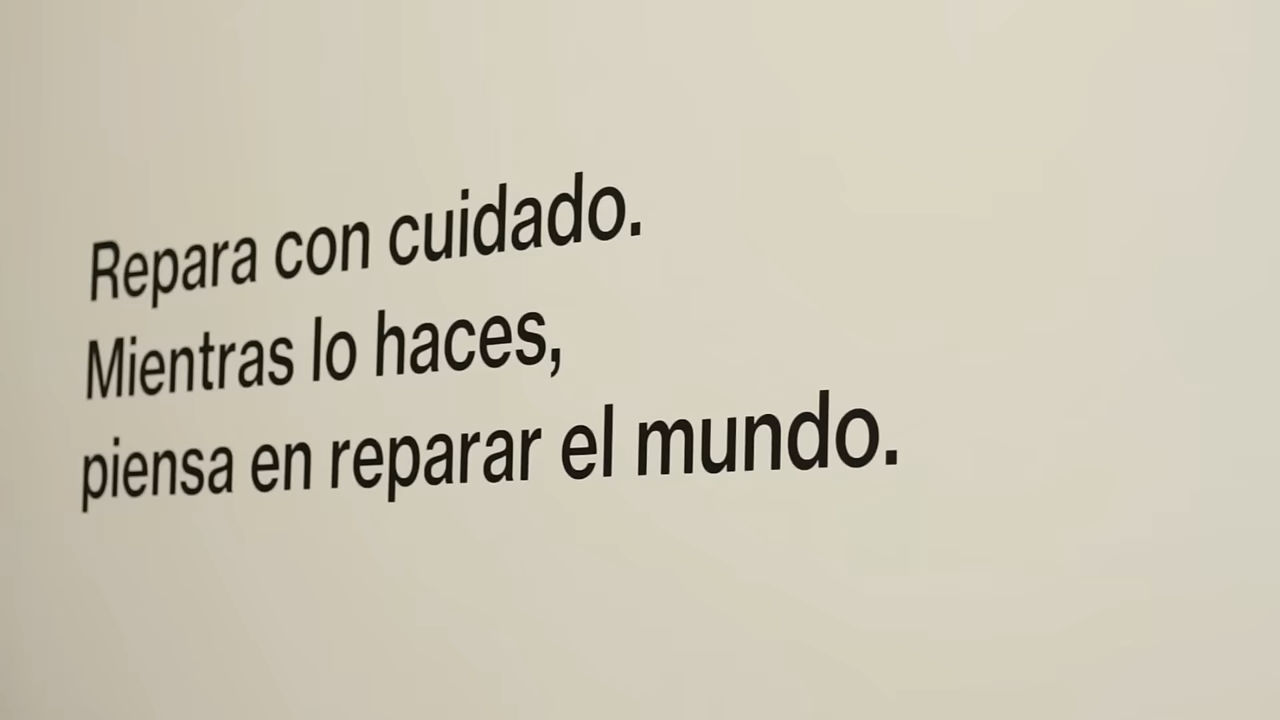 Repara con cuidado.
Mientras lo haces,
piensa en reparar el mundo.